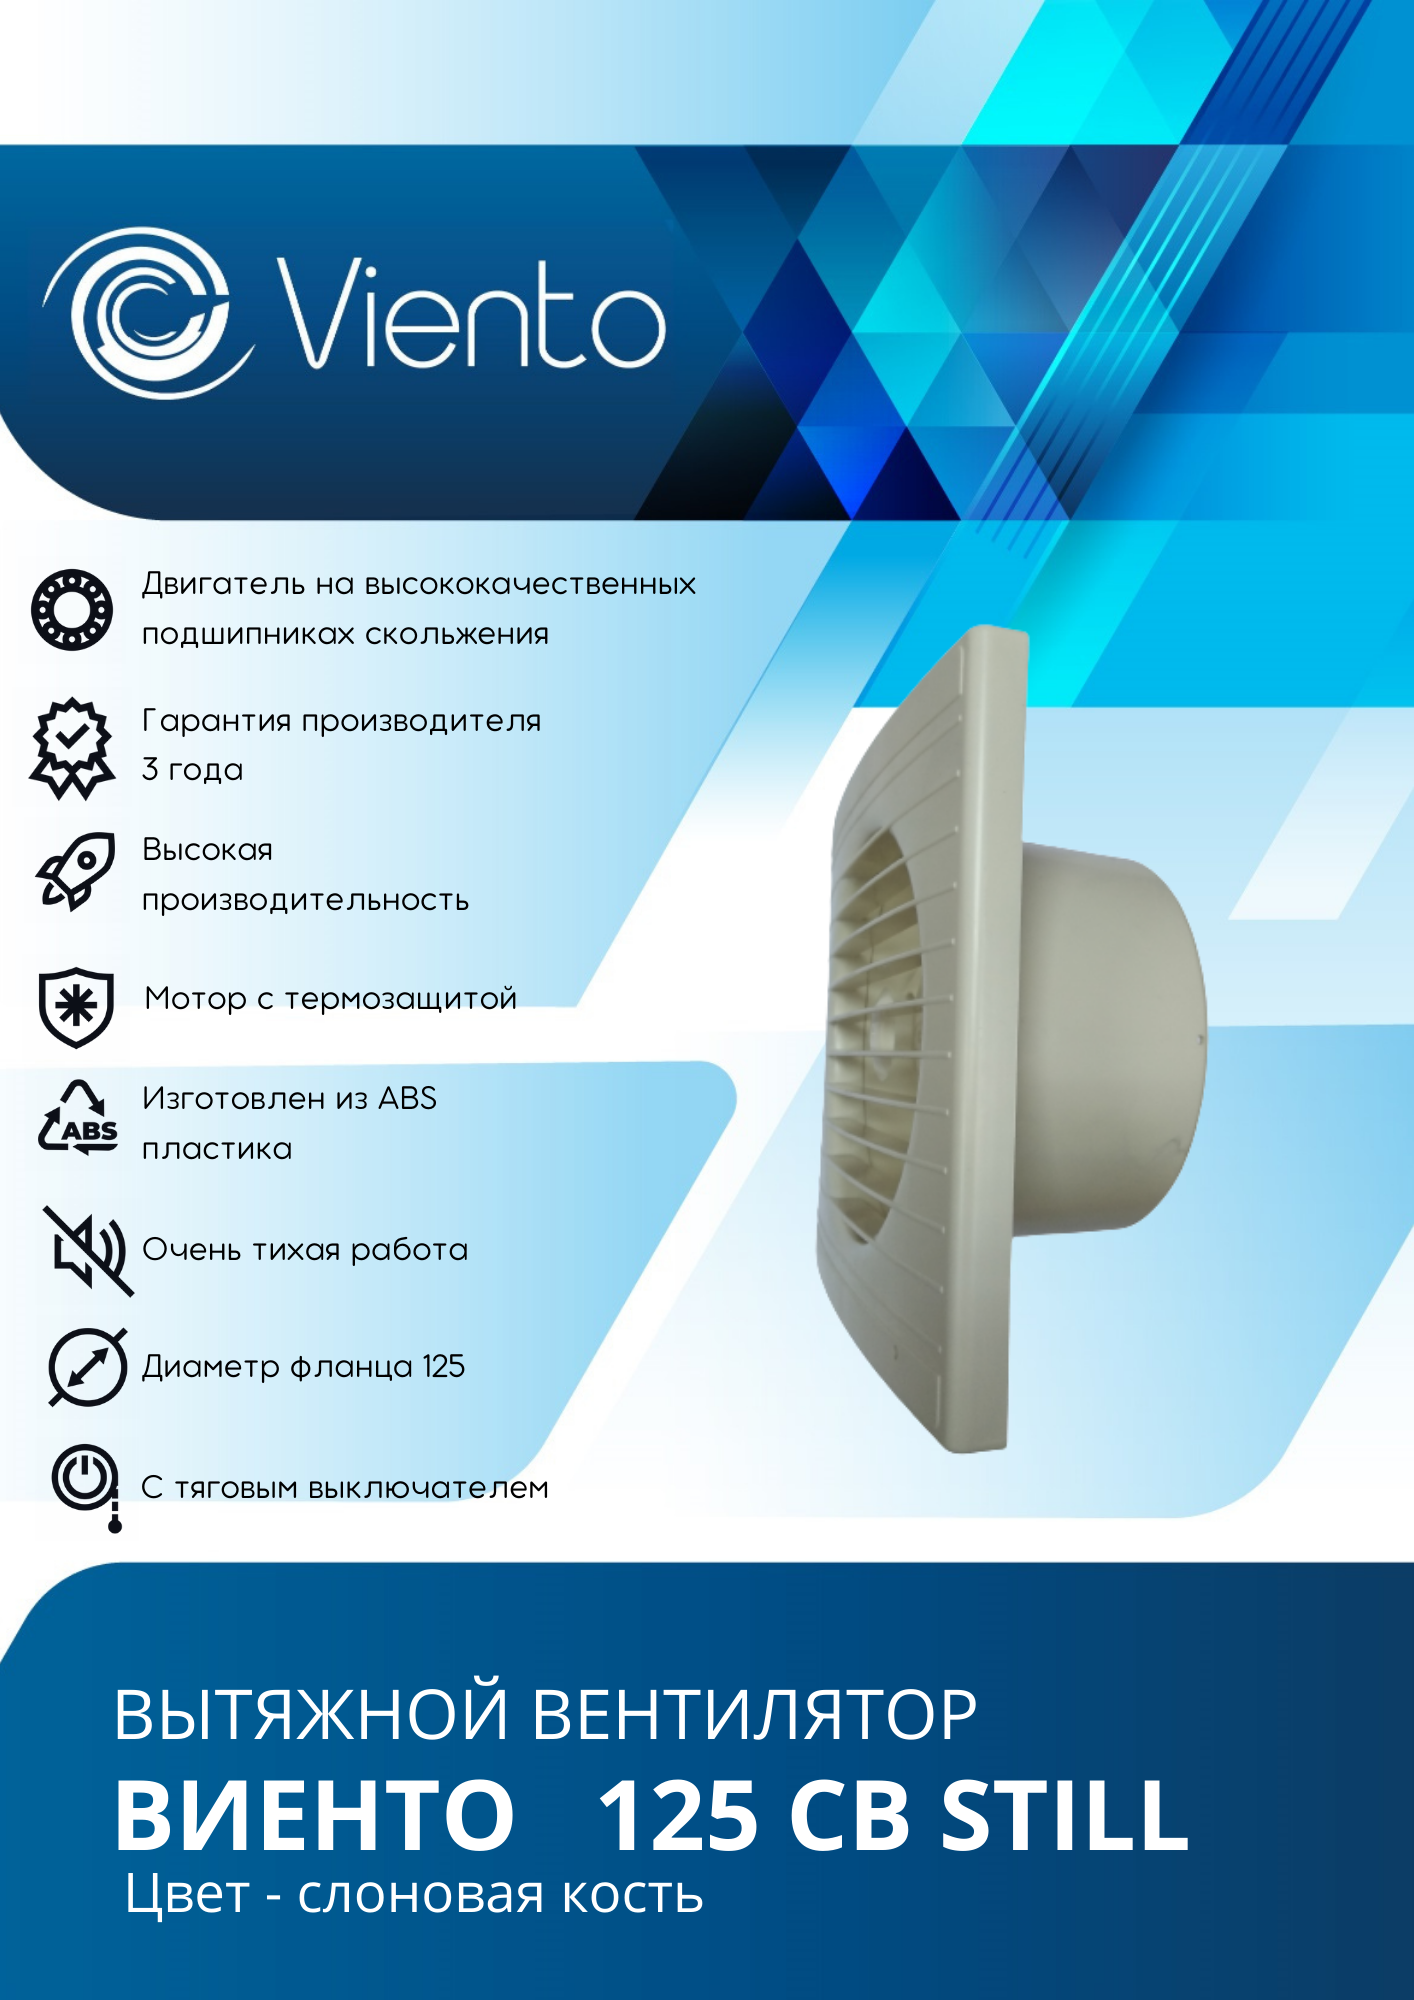 Viento
Двигатель на высококачественных
подшипниках скольжения
Гарантия производителя
3 года
Высокая
производительность
Мотор с термозащитой
Изготовлен из ABS
пластика
ABS
Очень тихая работа
Диаметр фланца 125
С тяговым выключателем
ВЫТЯЖНОЙ ВЕНТИЛЯТОР
ВИЕНТО 125 СВ STILL
Цвет - слоновая кость